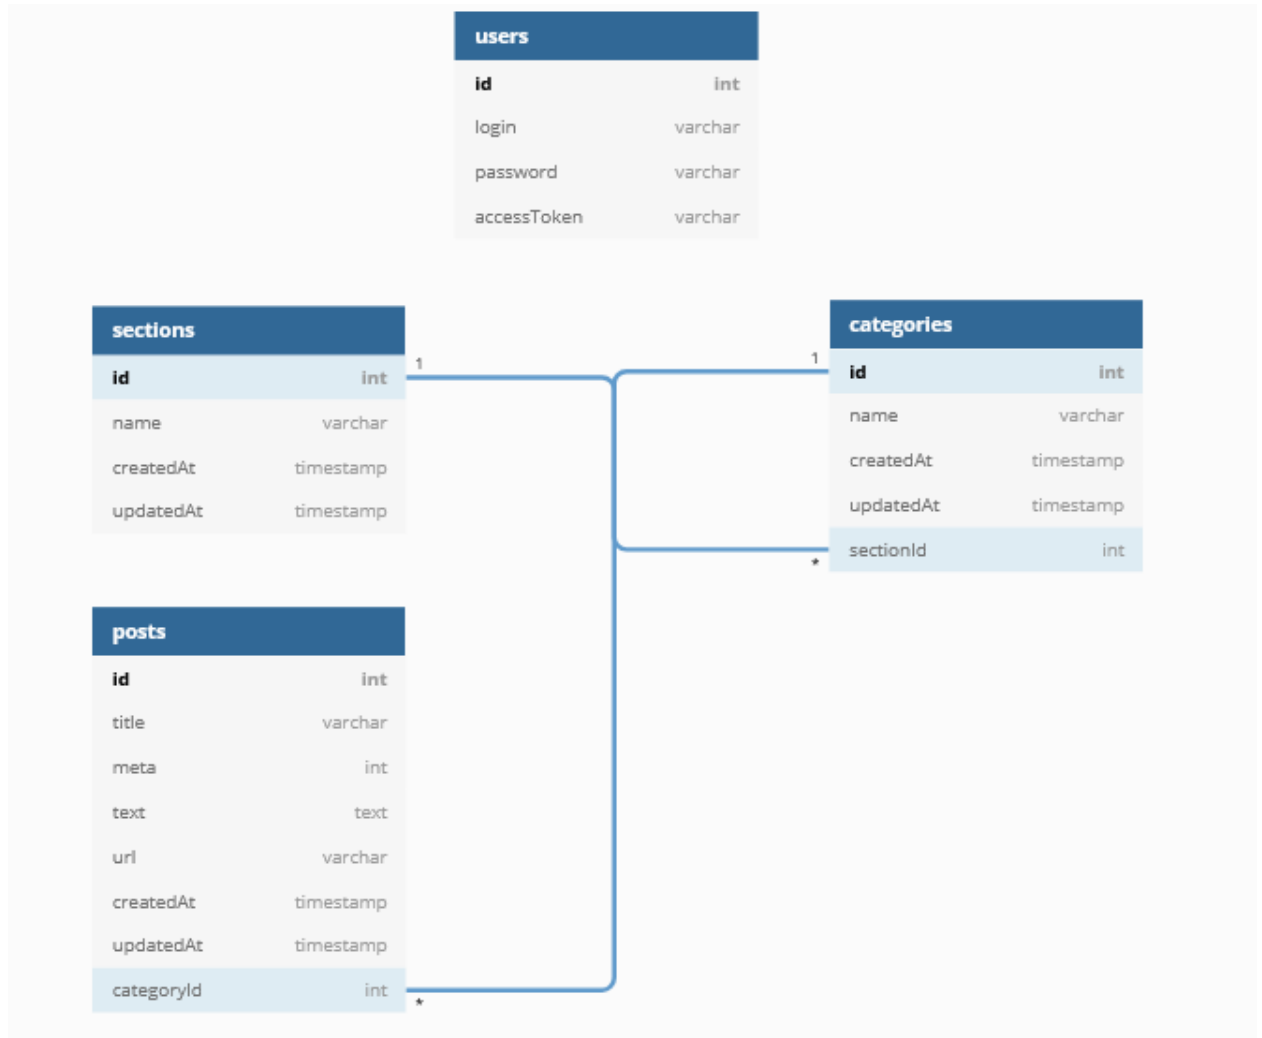 users
id int
login varchar
password varchar
accessToken varchar
sections
1
id int
name varchar
createdAt timestamp
updatedAt timestamp
categories
1
id int
name varchar
createdAt timestamp
updatedAt timestamp
sectionId int
*
posts
id int
title varchar
meta int
text text
url varchar
createdAt timestamp
updatedAt timestamp
categoryId int
*